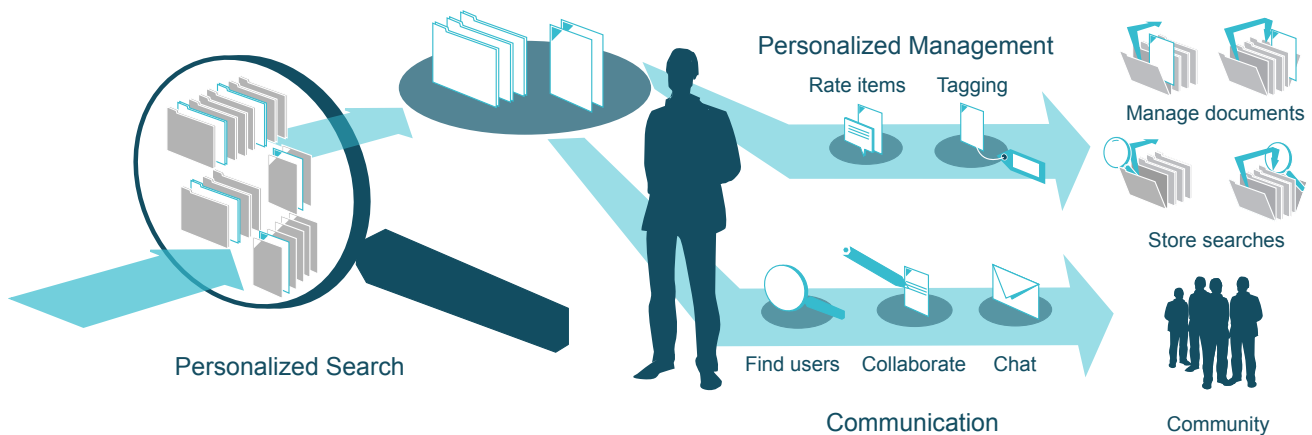 Personalized Management
Rate items
Tagging
Manage documents
Store searches
Personalized Search
Find users
Collaborate
Chat
Communication
Community